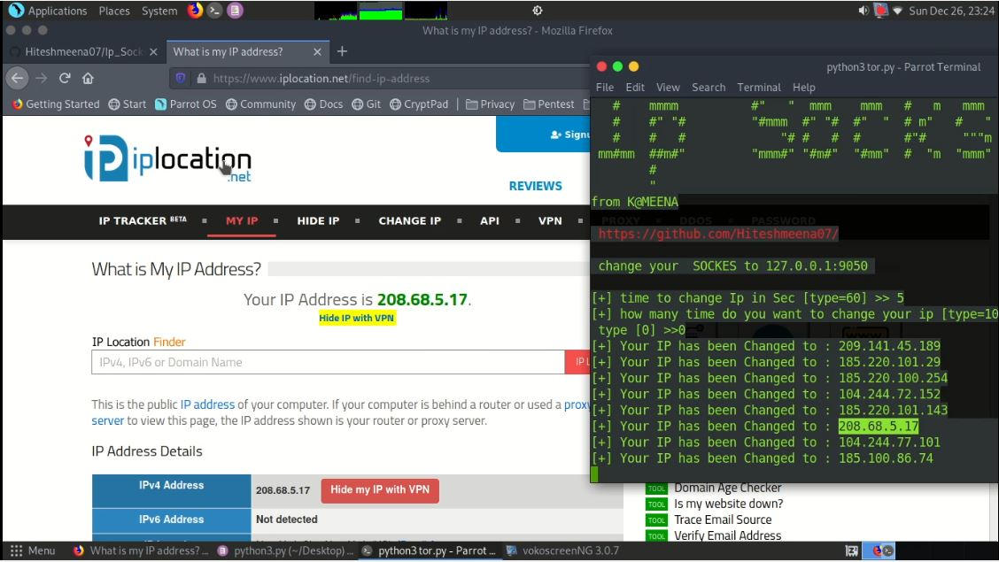 Applications Places System
Sun Dec 26, 23:24
What is my IP address? - Mozilla Firefox
Hiteshmeena07/Ip_Sock
What is my IP address?
https://www.iplocation.net/find-ip-address
Getting Started Start Parrot OS Community Docs Git CryptPad Privacy Pentest
iplocation
.net
Signu
REVIEWS
IP TRACKER BETA MY IP HIDE IP CHANGE IP API VPN PROXY DDOS PASSWORD
What is My IP Address?
Your IP Address is 208.68.5.17.
Hide IP with VPN
IP Location Finder
IPv4, IPv6 or Domain Name
IP L
This is the public IP address of your computer. If your computer is behind a router or used a proxy
server to view this page, the IP address shown is your router or proxy server.
IP Address Details
IPv4 Address 208.68.5.17 Hide my IP with VPN
IPv6 Address Not detected
python3 tor.py - Parrot Terminal
File Edit View Search Terminal Help
from K@MEENA
https://github.com/Hiteshmeena07/
change your SOCKES to 127.0.0.1:9050
[+] time to change Ip in Sec [type=60] >> 5
[+] how many time do you want to change your ip [type=10
type [0] >>0
[+] Your IP has been Changed to : 209.141.45.189
[+] Your IP has been Changed to : 185.220.101.29
[+] Your IP has been Changed to : 185.220.100.254
[+] Your IP has been Changed to : 104.244.72.152
[+] Your IP has been Changed to : 185.220.101.143
[+] Your IP has been Changed to : 208.68.5.17
[+] Your IP has been Changed to : 104.244.77.101
[+] Your IP has been Changed to : 185.100.86.74
TOOL Domain Age Checker
TOOL Is my website down?
TOOL Trace Email Source
TOOL Verify Email Address
Menu What is my IP address? ... python3.py (~/Desktop) ... python3 tor.py - Parrot ... vokoscreenNG 3.0.7